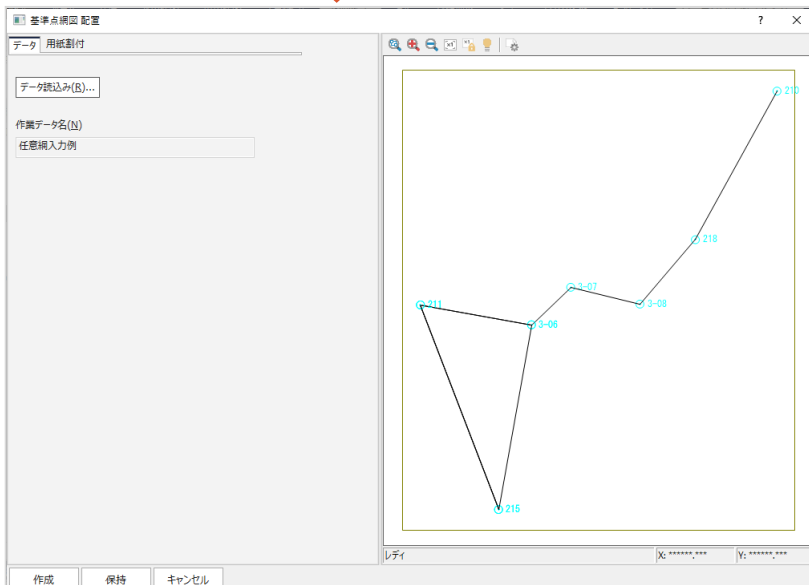 基準点網図 配置
? ×
データ 用紙割付
データ読込み(R)...
作業データ名(N)
任意網入力例
210
218
3-07
211
3-08
3-06
215
レディ
X: ******.***
Y: ******.***
作成 保持 キャンセル